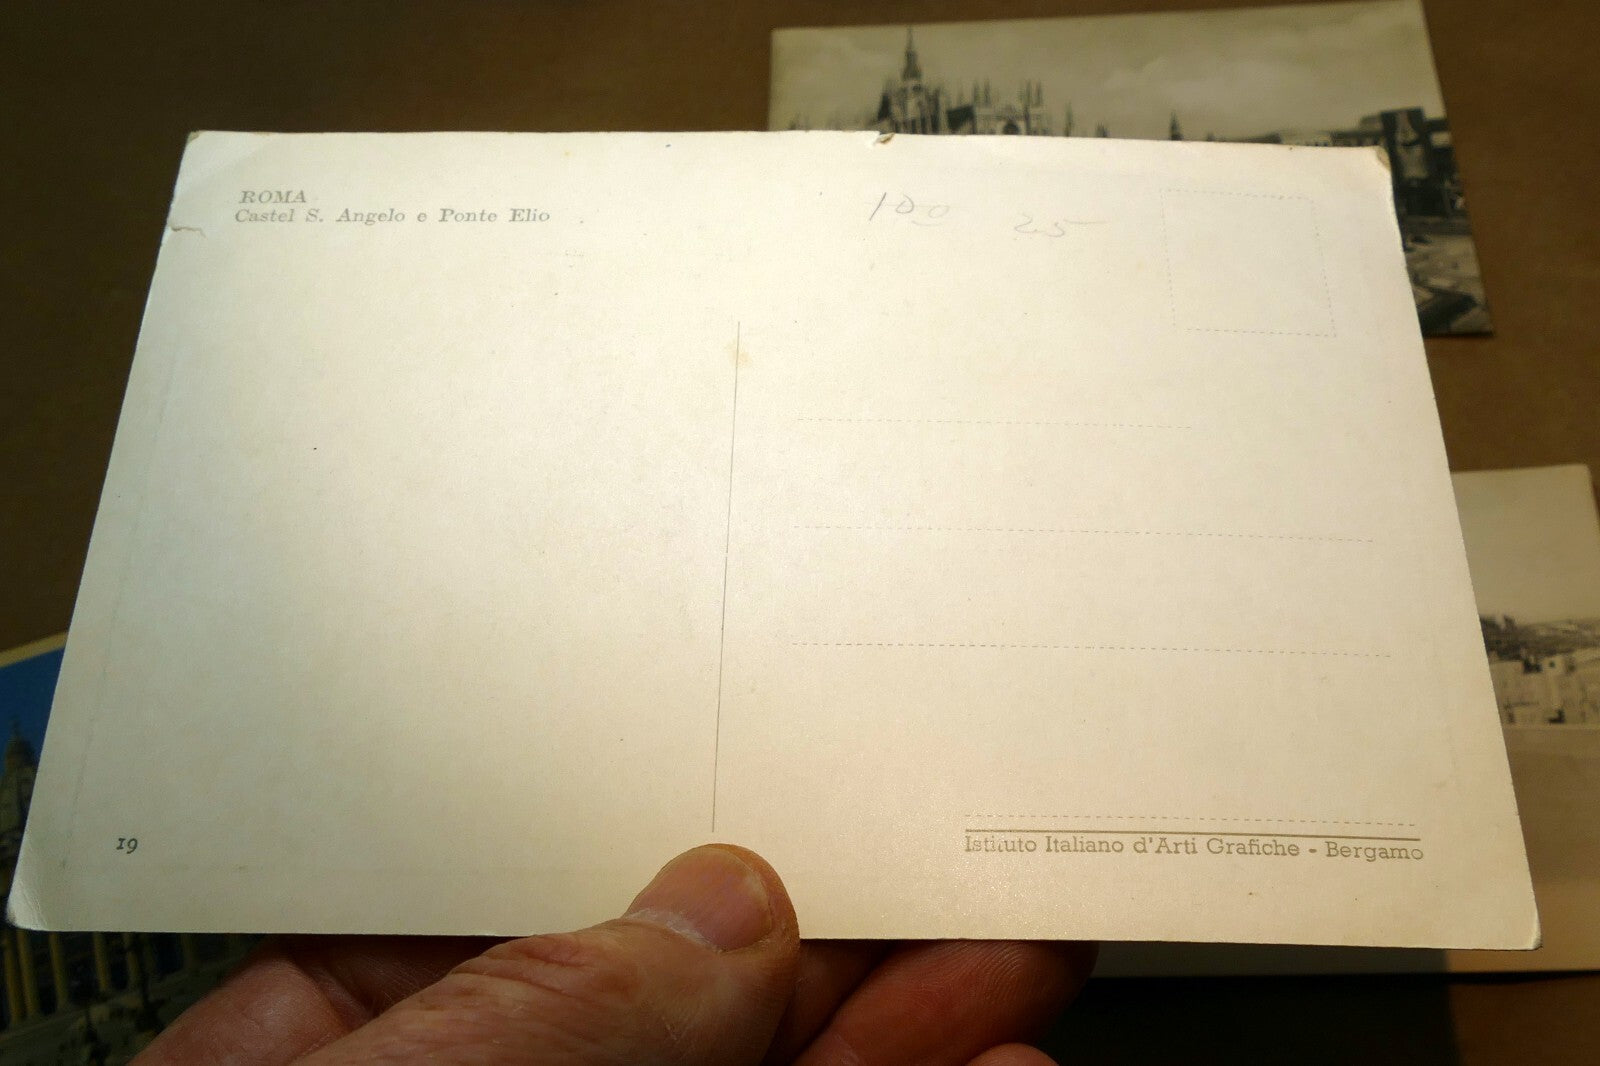 ROMA
Castel S. Angelo e Ponte Elio
100 25
19
Istituto Italiano d'Arti Grafiche - Bergamo